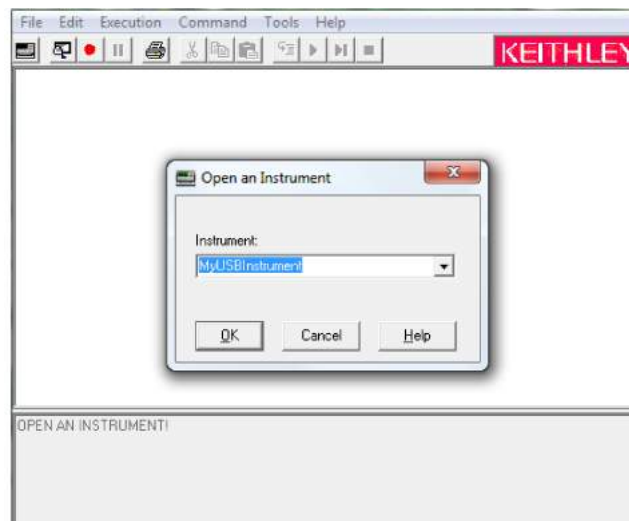 File Edit Execution Command Tools Help
KEITHLEY
Open an Instrument
Instrument:
MyUSBInstrument
OK Cancel Help
OPEN AN INSTRUMENT!